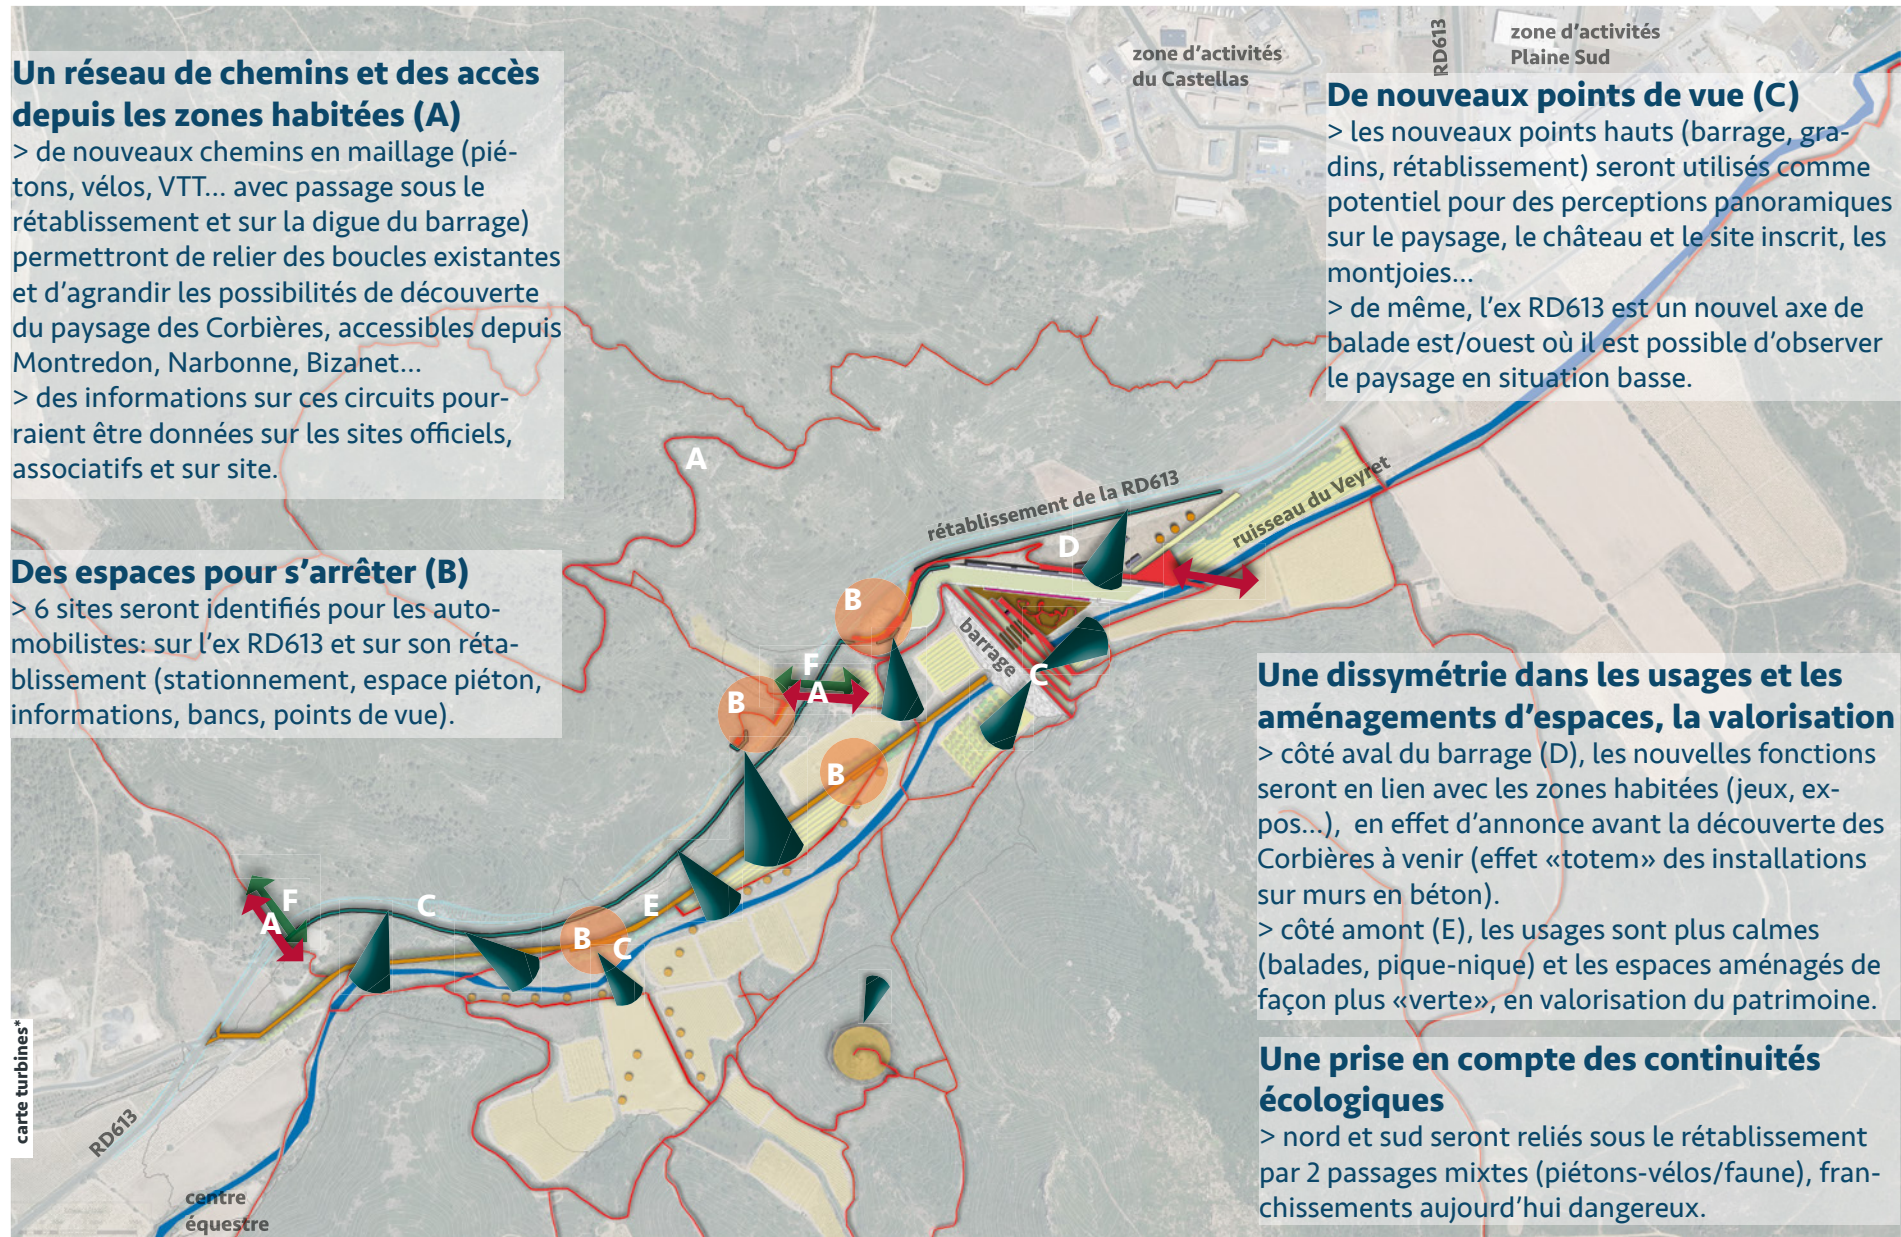 Un réseau de chemins et des accès
depuis les zones habitées (A)
> de nouveaux chemins en maillage (pié-
tons, vélos, VTT... avec passage sous le
rétablissement et sur la digue du barrage)
permettront de relier des boucles existantes
et d'agrandir les possibilités de découverte
du paysage des Corbières, accessibles depuis
Montredon, Narbonne, Bizanet...
> des informations sur ces circuits pour-
raient être données sur les sites officiels,
associatifs et sur site.
Des espaces pour s’arrêter (B)
> 6 sites seront identifiés pour les auto-
mobilistes: sur l’ex RD613 et sur son réta-
blissement (stationnement, espace piéton,
informations, bancs, points de vue).
zone d’activités
du Castellas
RD613
zone d’activités
Plaine Sud
De nouveaux points de vue (C)
> les nouveaux points hauts (barrage, gra-
dins, rétablissement) seront utilisés comme
potentiel pour des perceptions panoramiques
sur le paysage, le château et le site inscrit, les
montjoies...
> de même, l’ex RD613 est un nouvel axe de
balade est/ouest où il est possible d’observer
le paysage en situation basse.
Une dissymétrie dans les usages et les
aménagements d’espaces, la valorisation
> côté aval du barrage (D), les nouvelles fonctions
seront en lien avec les zones habitées (jeux, ex-
pos...), en effet d’annonce avant la découverte des
Corbières à venir (effet «totem» des installations
sur murs en béton).
> côté amont (E), les usages sont plus calmes
(balades, pique-nique) et les espaces aménagés de
façon plus «verte», en valorisation du patrimoine.
Une prise en compte des continuités
écologiques
> nord et sud seront reliés sous le rétablissement
par 2 passages mixtes (piétons-vélos/faune), fran-
chissements aujourd’hui dangereux.
A
rétablissement de la RD613
ruisseau du Veyret
D
B
barrage
F
A
C
B
B
F
A
C
E
B
C
carte turbines*
RD613
centre
équestre